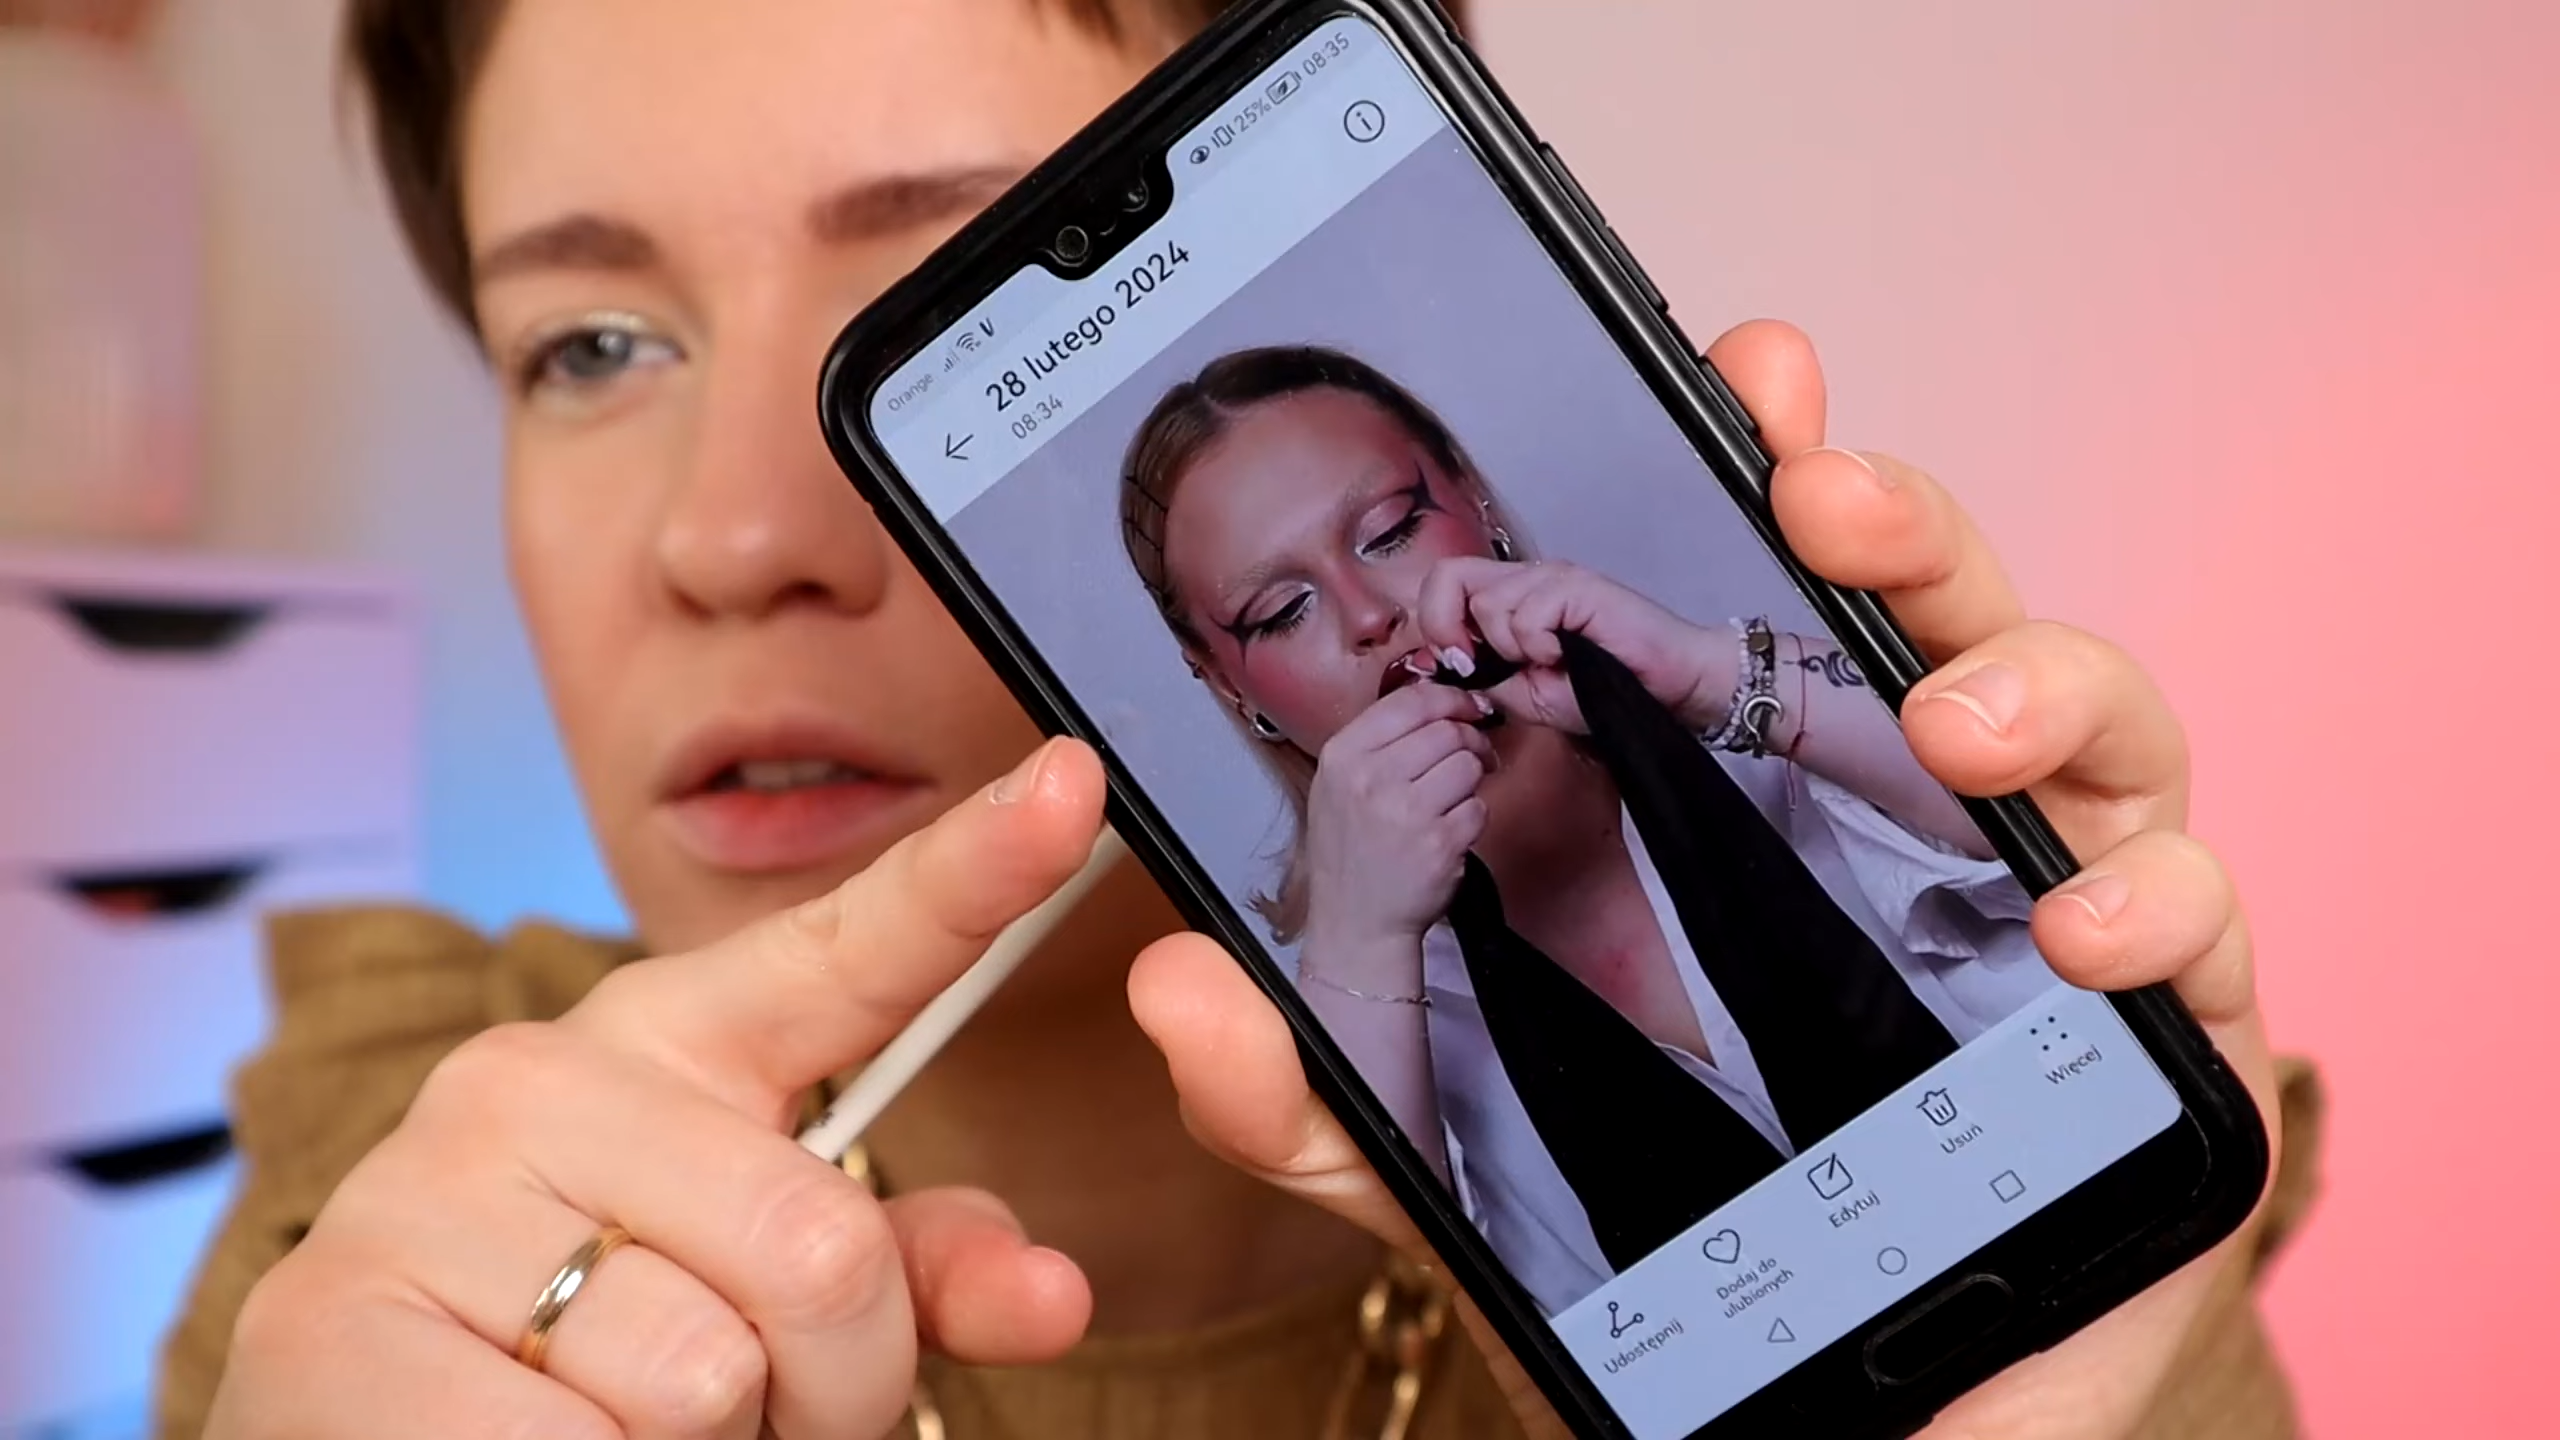 Orange
25% 08:35
28 lutego 2024
08:34
Udostępnij
Dodaj do
ulubionych
Edytuj
Usuń
Więcej